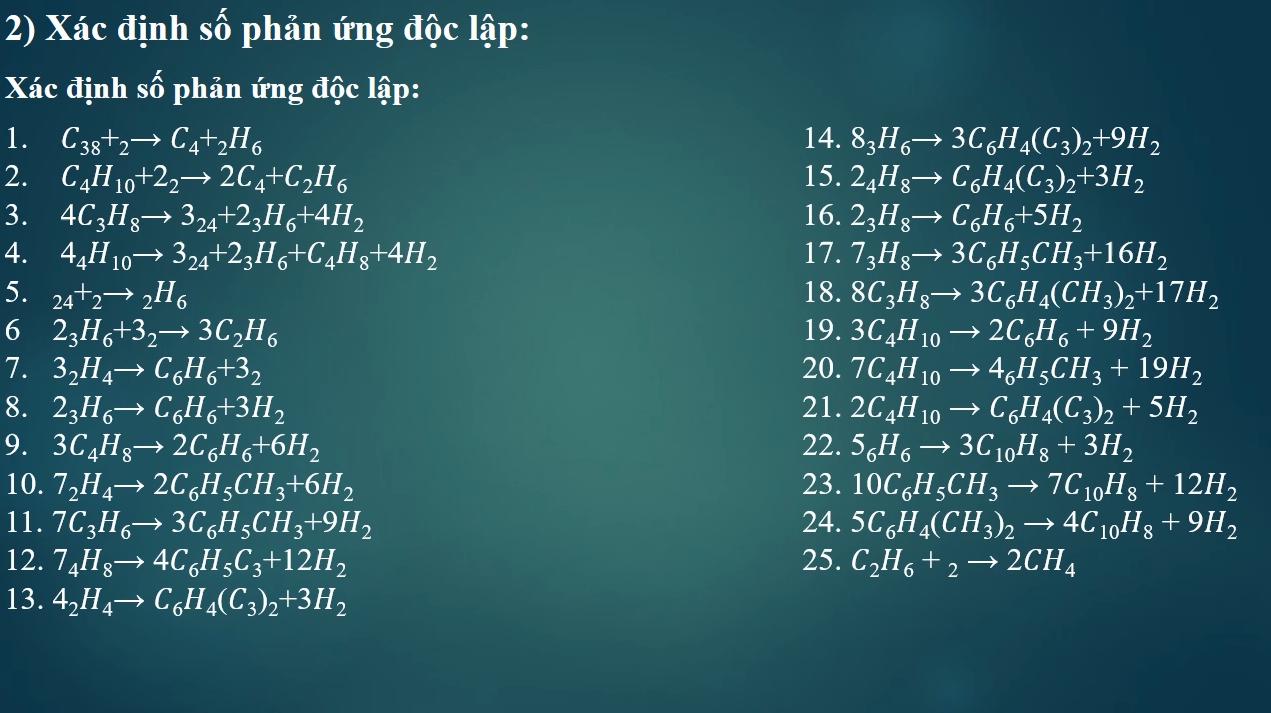 2) Xác định số phản ứng độc lập:
Xác định số phản ứng độc lập:
1. C₃₈+₂→ C₄+₂H₆
2. C₄H₁₀+2₂→ 2C₄+C₂H₆
3. 4C₃H₈→ 3₂₄+2₃H₆+4H₂
4. 4₄H₁₀→ 3₂₄+2₃H₆+C₄H₈+4H₂
5. ₂₄+₂→ ₂H₆
6 2₃H₆+3₂→ 3C₂H₆
7. 3₂H₄→ C₆H₆+3₂
8. 2₃H₆→ C₆H₆+3H₂
9. 3C₄H₈→ 2C₆H₆+6H₂
10. 7₂H₄→ 2C₆H₅CH₃+6H₂
11. 7C₃H₆→ 3C₆H₅CH₃+9H₂
12. 7₄H₈→ 4C₆H₅C₃+12H₂
13. 4₂H₄→ C₆H₄(C₃)₂+3H₂
14. 8₃H₆→ 3C₆H₄(C₃)₂+9H₂
15. 2₄H₈→ C₆H₄(C₃)₂+3H₂
16. 2₃H₈→ C₆H₆+5H₂
17. 7₃H₈→ 3C₆H₅CH₃+16H₂
18. 8C₃H₈→ 3C₆H₄(CH₃)₂+17H₂
19. 3C₄H₁₀ → 2C₆H₆ + 9H₂
20. 7C₄H₁₀ → 4₆H₅CH₃ + 19H₂
21. 2C₄H₁₀ → C₆H₄(C₃)₂ + 5H₂
22. 5₆H₆ → 3C₁₀H₈ + 3H₂
23. 10C₆H₅CH₃ → 7C₁₀H₈ + 12H₂
24. 5C₆H₄(CH₃)₂ → 4C₁₀H₈ + 9H₂
25. C₂H₆ + ₂ → 2CH₄